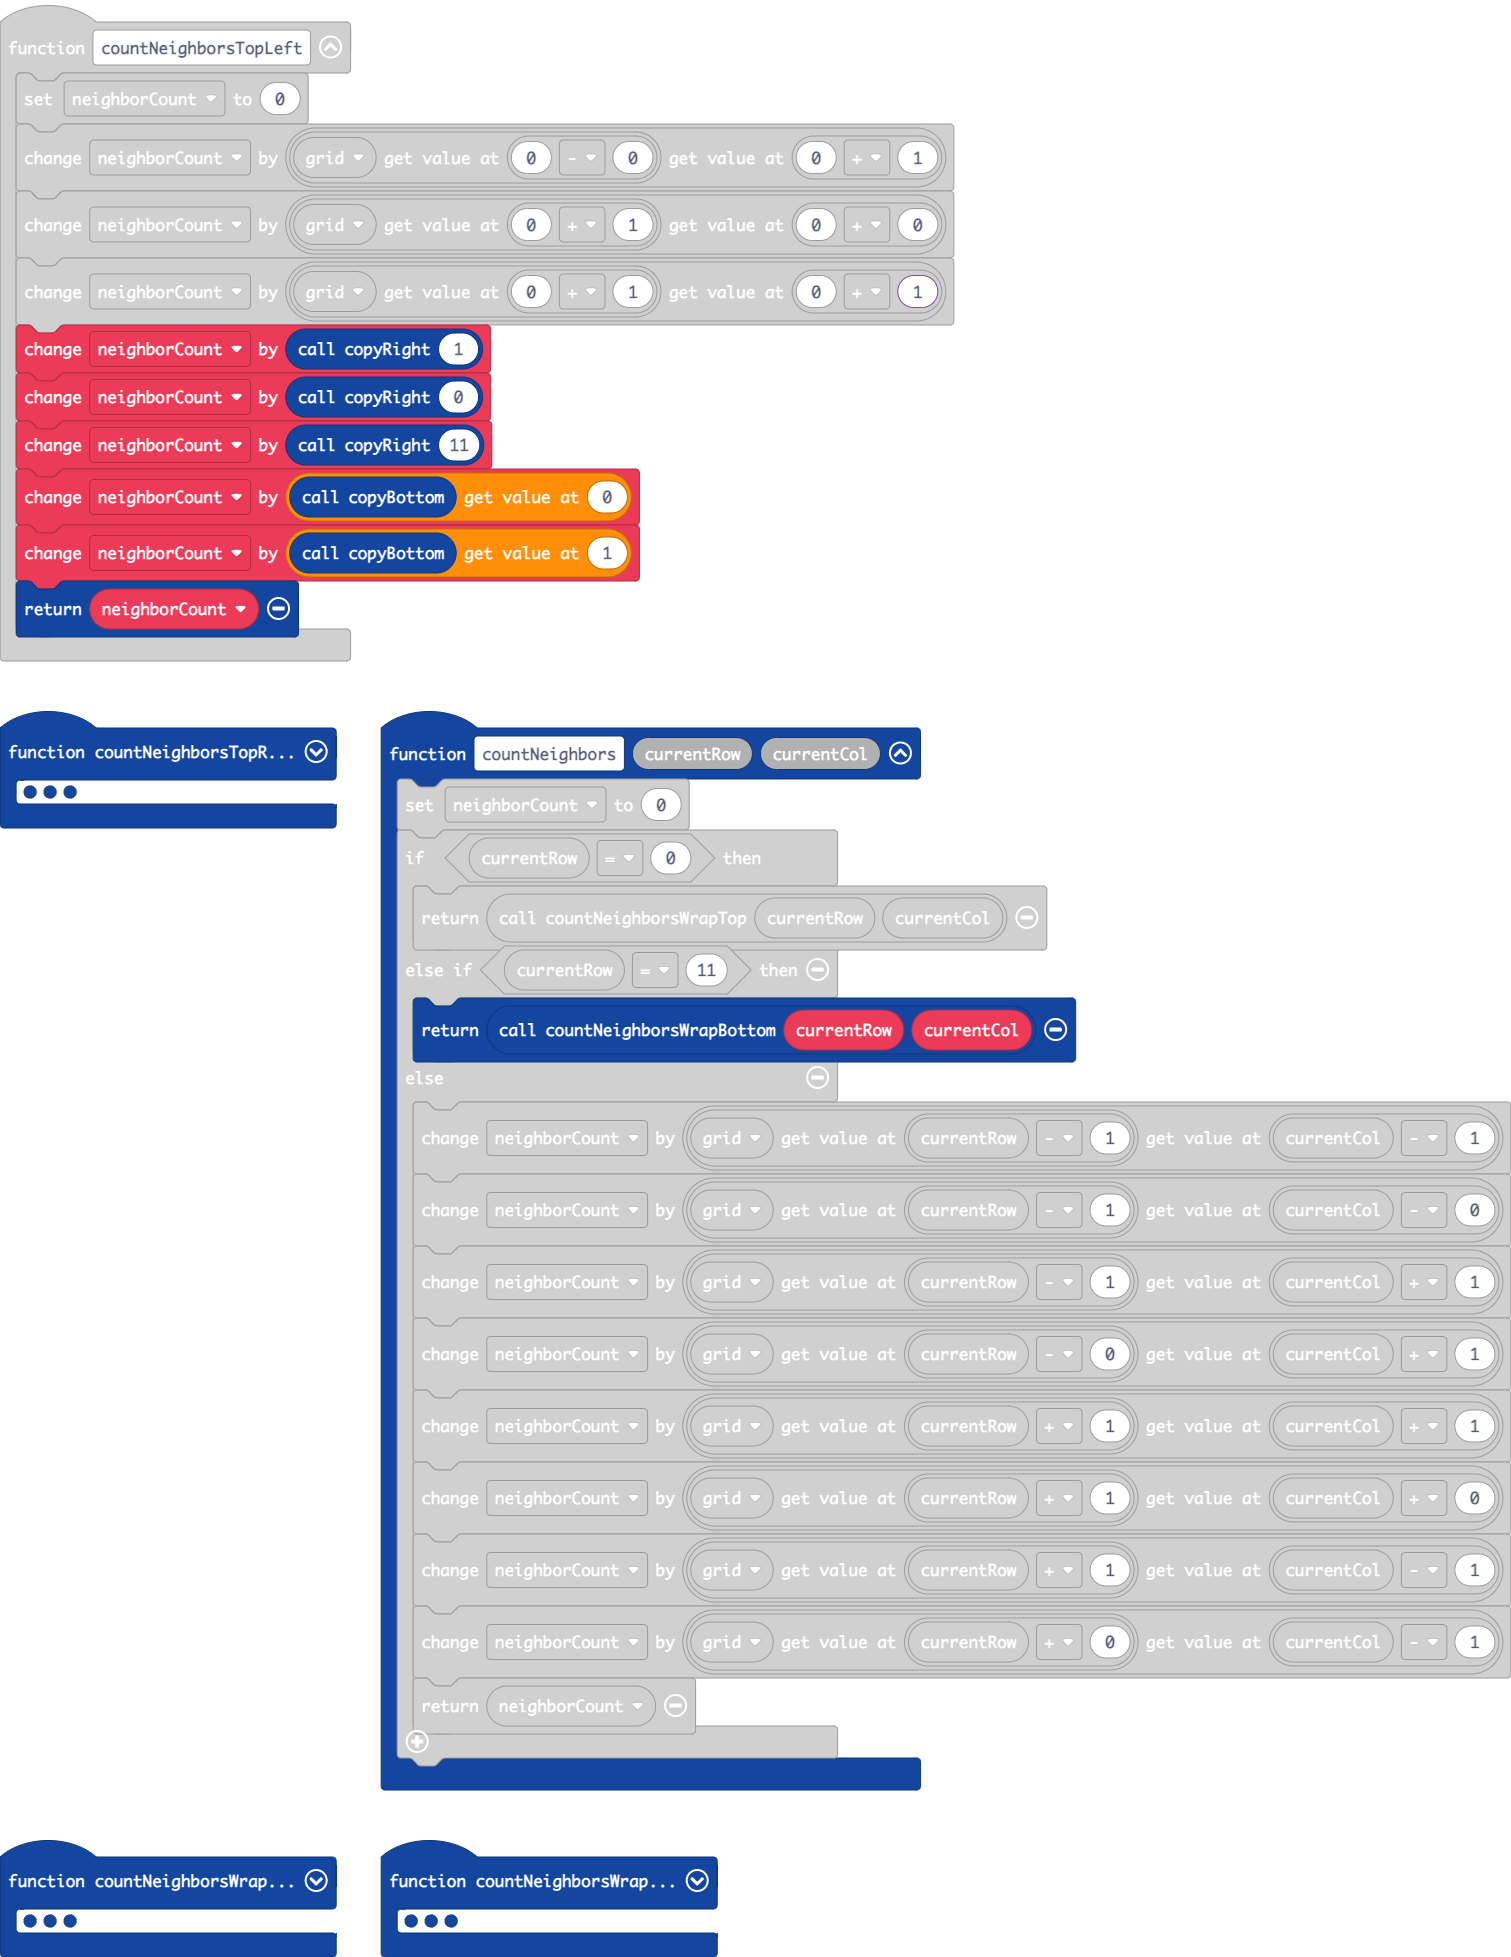 function countNeighborsTopLeft
set neighborCount to 0
change neighborCount by grid get value at 0 - 0 get value at 0 + 1
change neighborCount by grid get value at 0 + 1 get value at 0 + 0
change neighborCount by grid get value at 0 + 1 get value at 0 + 1
change neighborCount by call copyRight 1
change neighborCount by call copyRight 0
change neighborCount by call copyRight 11
change neighborCount by call copyBottom get value at 0
change neighborCount by call copyBottom get value at 1
return neighborCount
function countNeighborsTopR...
function countNeighbors currentRow currentCol
set neighborCount to 0
if currentRow = 0 then
return call countNeighborsWrapTop currentRow currentCol
else if currentRow = 11 then
return call countNeighborsWrapBottom currentRow currentCol
else
change neighborCount by grid get value at currentRow - 1 get value at currentCol - 1
change neighborCount by grid get value at currentRow - 1 get value at currentCol - 0
change neighborCount by grid get value at currentRow - 1 get value at currentCol + 1
change neighborCount by grid get value at currentRow - 0 get value at currentCol + 1
change neighborCount by grid get value at currentRow + 1 get value at currentCol + 1
change neighborCount by grid get value at currentRow + 1 get value at currentCol + 0
change neighborCount by grid get value at currentRow + 1 get value at currentCol - 1
change neighborCount by grid get value at currentRow + 0 get value at currentCol - 1
return neighborCount
function countNeighborsWrap...
function countNeighborsWrap...